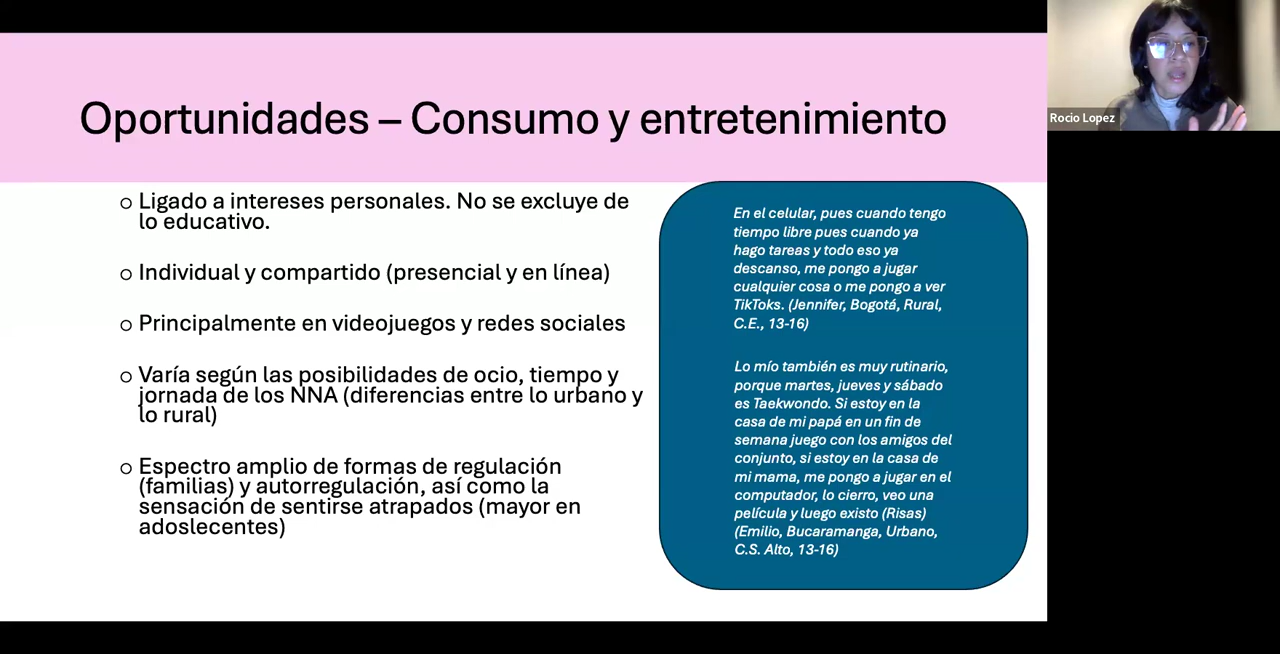 Oportunidades – Consumo y entretenimiento
Rocio Lopez
o Ligado a intereses personales. No se excluye de
lo educativo.
o Individual y compartido (presencial y en línea)
o Principalmente en videojuegos y redes sociales
o Varía según las posibilidades de ocio, tiempo y
jornada de los NNA (diferencias entre lo urbano y
lo rural)
o Espectro amplio de formas de regulación
(familias) y autorregulación, así como la
sensación de sentirse atrapados (mayor en
adoslecentes)
En el celular, pues cuando tengo
tiempo libre pues cuando ya
hago tareas y todo eso ya
descanso, me pongo a jugar
cualquier cosa o me pongo a ver
TikToks. (Jennifer, Bogotá, Rural,
C.E., 13-16)
Lo mío también es muy rutinario,
porque martes, jueves y sábado
es Taekwondo. Si estoy en la
casa de mi papá en un fin de
semana juego con los amigos del
conjunto, si estoy en la casa de
mi mama, me pongo a jugar en el
computador, lo cierro, veo una
película y luego existo (Risas)
(Emilio, Bucaramanga, Urbano,
C.S. Alto, 13-16)